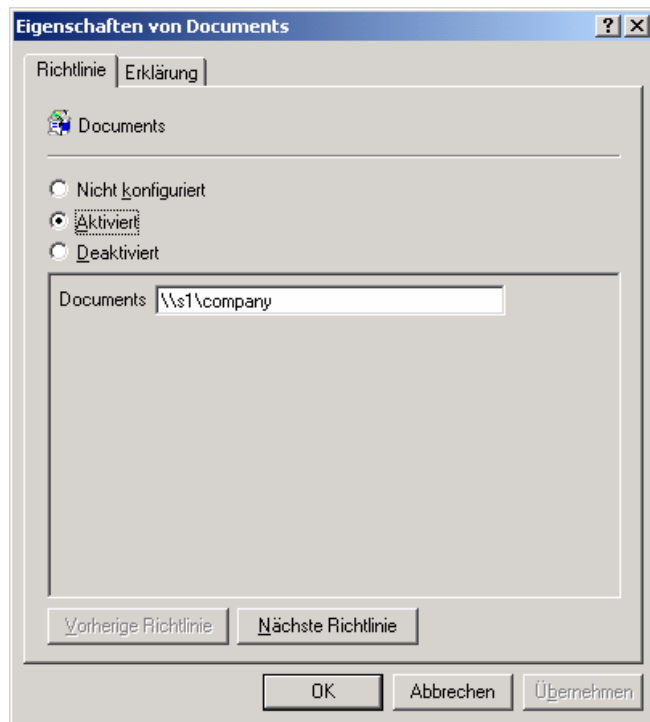 Eigenschaften von Documents
Richtlinie Erklärung
Documents
Nicht konfiguriert
Aktiviert
Deaktiviert
Documents \\s1\company
Vorherige Richtlinie Nächste Richtlinie
OK Abbrechen Übernehmen